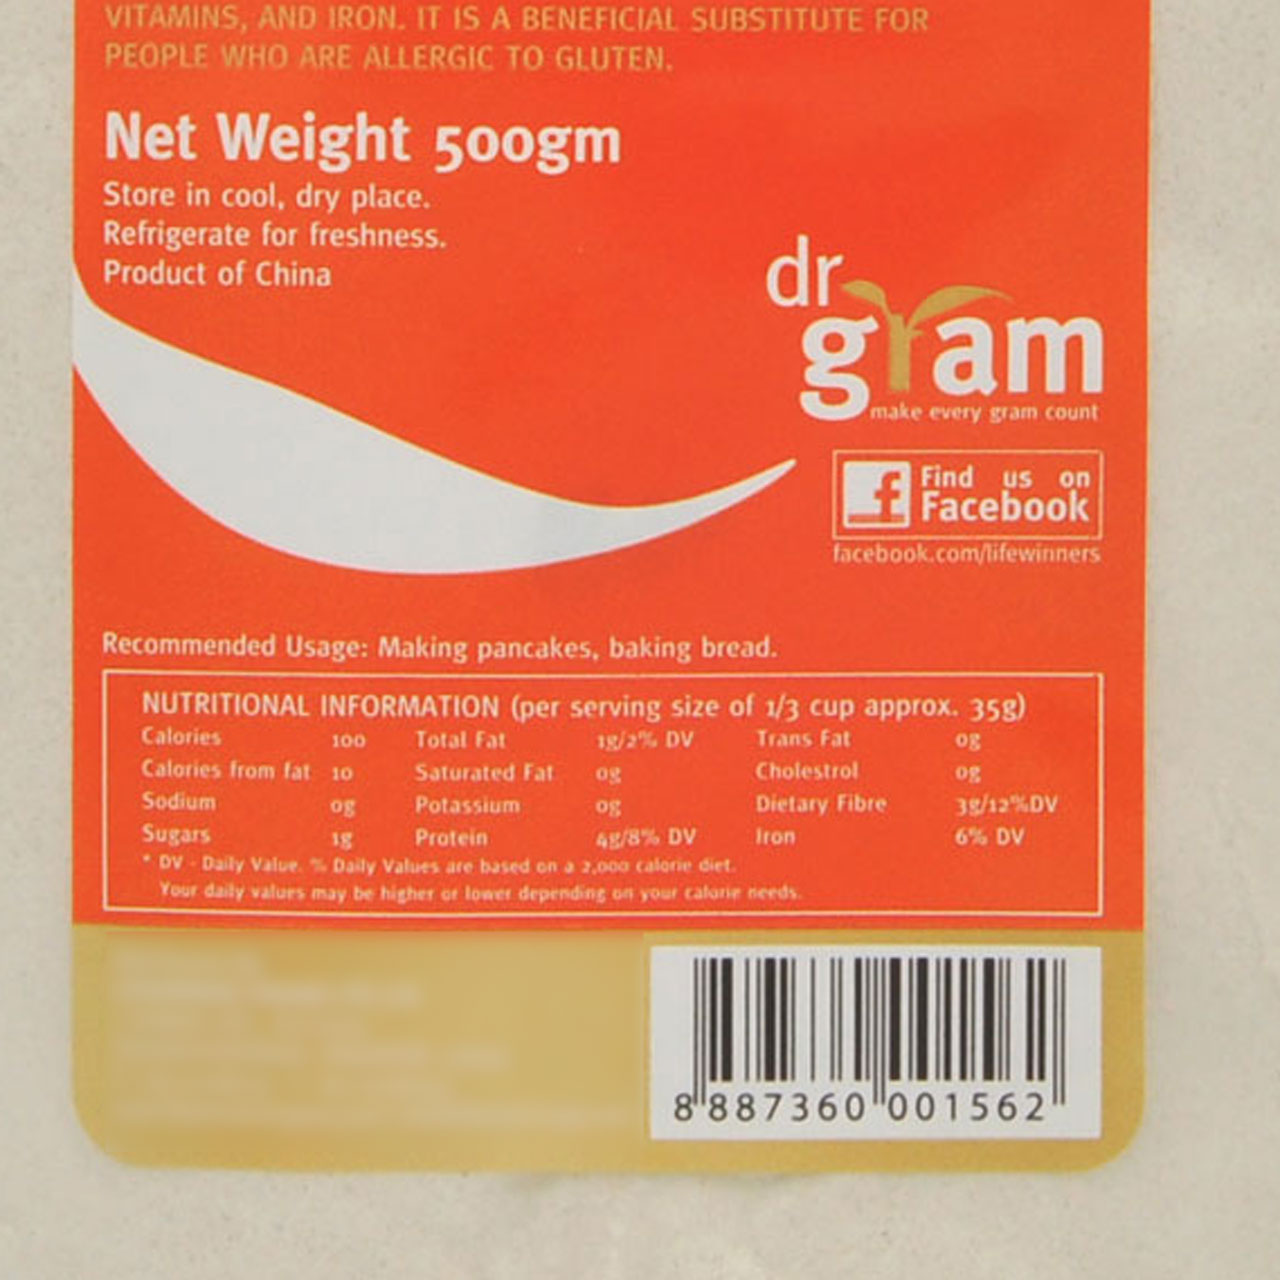 VITAMINS, AND IRON. IT IS A BENEFICIAL SUBSTITUTE FOR
PEOPLE WHO ARE ALLERGIC TO GLUTEN.
Net Weight 500gm
Store in cool, dry place.
Refrigerate for freshness.
Product of China
dr
gram
make every gram count
f
Find us on
Facebook
facebook.com/lifewinners
Recommended Usage: Making pancakes, baking bread.
NUTRITIONAL INFORMATION (per serving size of 1/3 cup approx. 35g)
Calories 100 Total Fat 1g/2% DV Trans Fat 0g
Calories from fat 10 Saturated Fat 0g Cholestrol 0g
Sodium 0g Potassium 0g Dietary Fibre 3g/12%DV
Sugars 1g Protein 4g/8% DV Iron 6% DV
* DV - Daily Value. % Daily Values are based on a 2,000 calorie diet.
Your daily values may be higher or lower depending on your calorie needs.
8 887360 001562